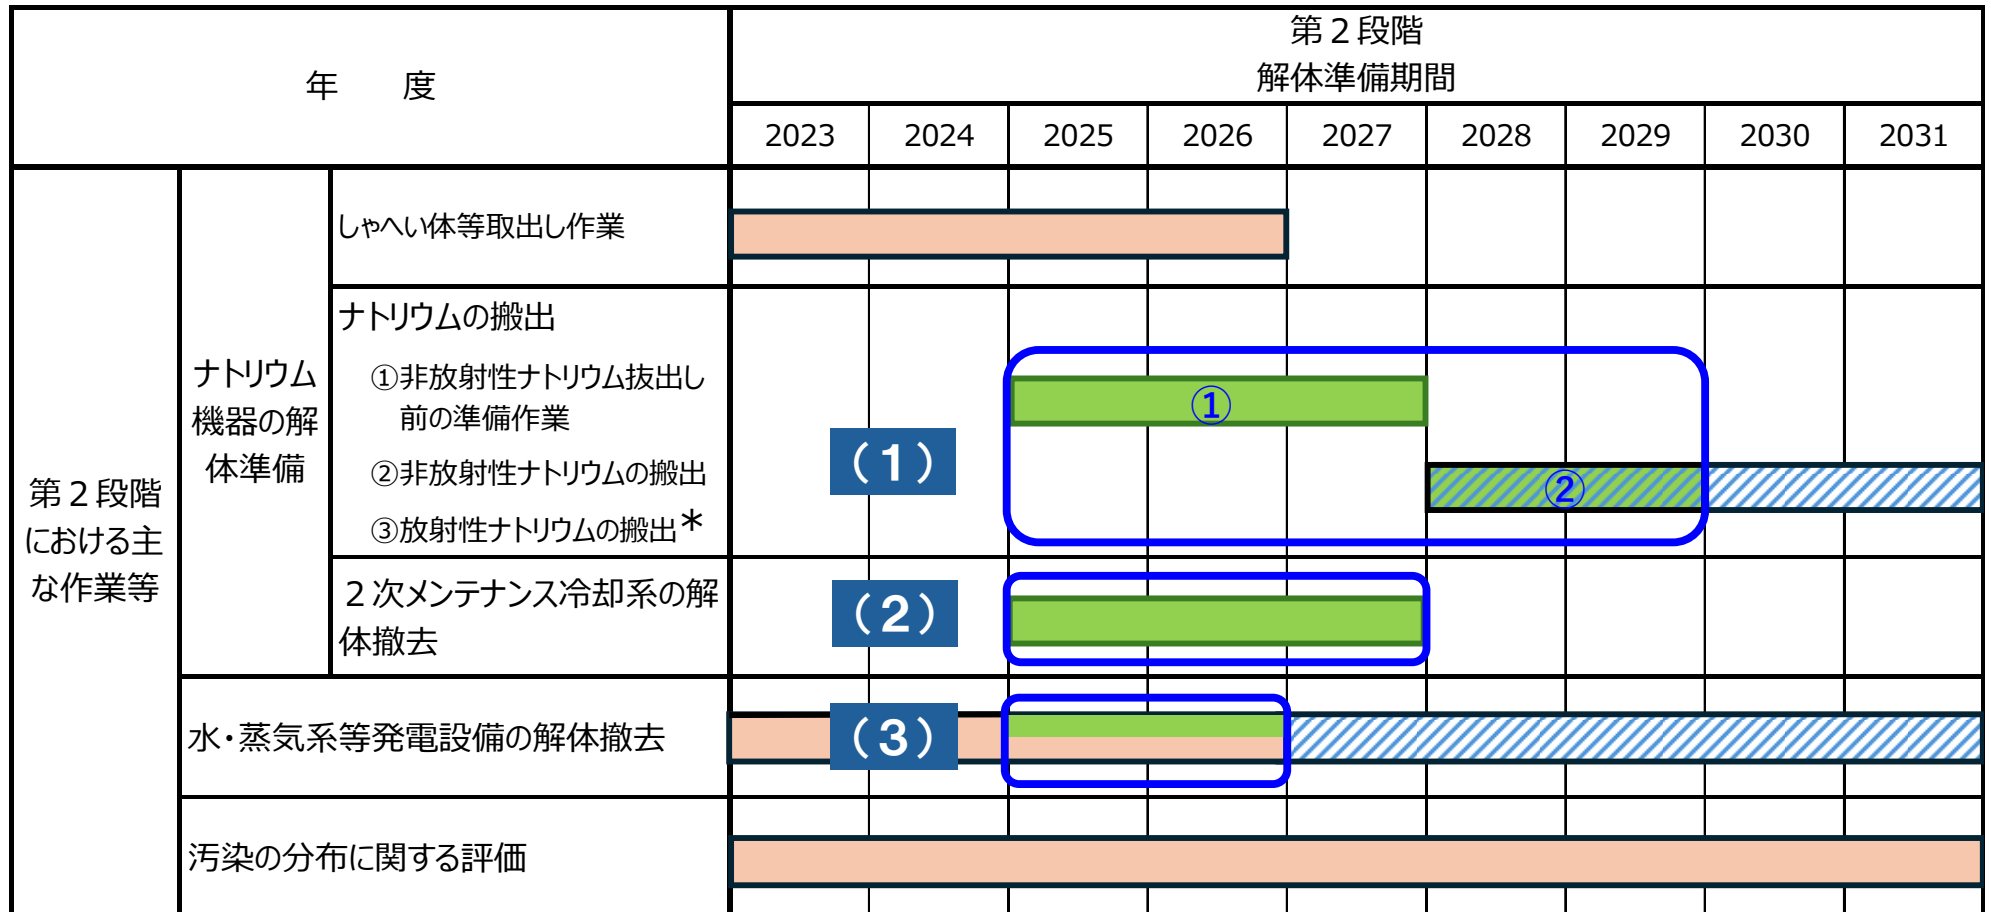 年　度
第２段階
解体準備期間
2023 2024 2025 2026 2027 2028 2029 2030 2031
第２段階
における主
な作業等
ナトリウム
機器の解
体準備
しゃへい体等取出し作業
ナトリウムの搬出
①非放射性ナトリウム抜出し
前の準備作業
②非放射性ナトリウムの搬出
③放射性ナトリウムの搬出＊
（１）
①
②
２次メンテナンス冷却系の解
体撤去
（２）
水・蒸気系等発電設備の解体撤去
（３）
汚染の分布に関する評価